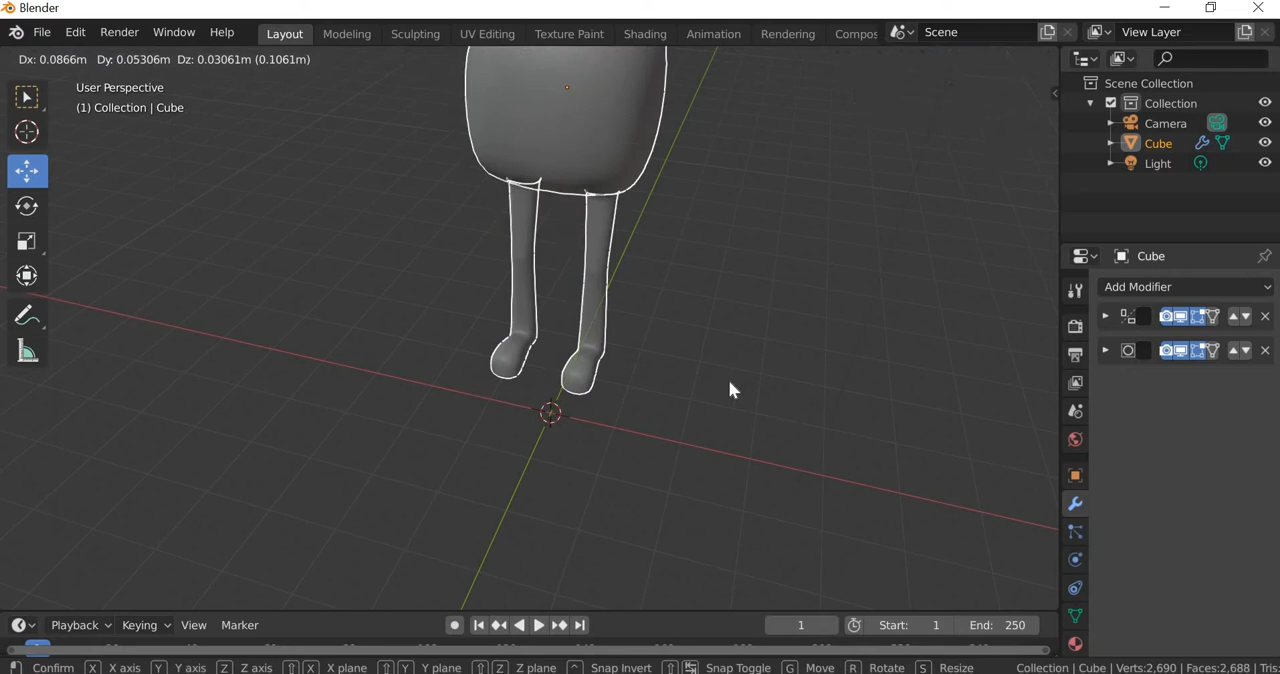 Blender
File Edit Render Window Help Layout Modeling Sculpting UV Editing Texture Paint Shading Animation Rendering Compos Scene View Layer
Dx: 0.0866m Dy: 0.05306m Dz: 0.03061m (0.1061m)
User Perspective
(1) Collection | Cube
Scene Collection
Collection
Camera
Cube
Light
Cube
Add Modifier
Playback Keying View Marker 1 Start: 1 End: 250
Confirm X X axis Y Y axis Z Z axis X X plane Y Y plane Z Z plane Snap Invert Snap Toggle G Move R Rotate S Resize Collection | Cube | Verts:2,690 | Faces:2,688 | Tris: